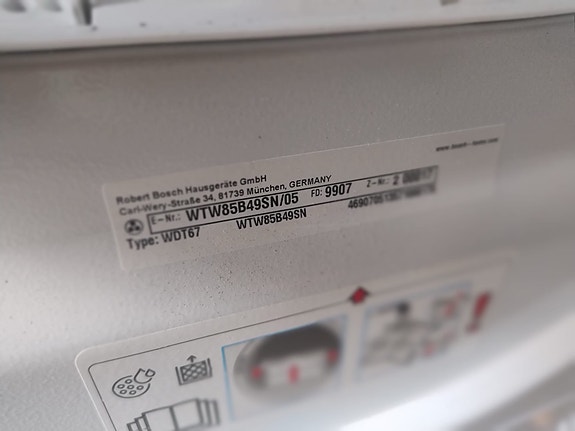 Robert Bosch Hausgeräte GmbH
Carl-Wery-Straße 34, 81739 München, GERMANY
E-Nr.: WTW85B49SN/05 FD: 9907 Z-Nr.:
Type: WDT67 WTW85B49SN